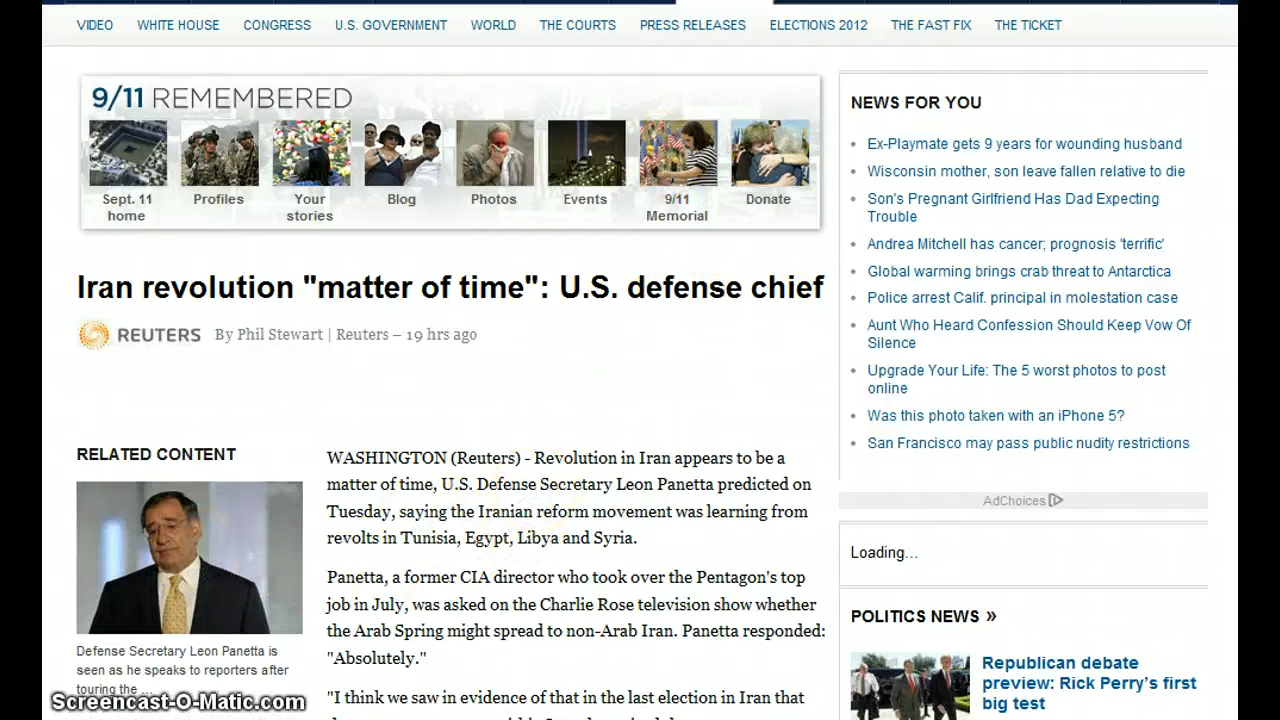 VIDEO WHITE HOUSE CONGRESS U.S. GOVERNMENT WORLD THE COURTS PRESS RELEASES ELECTIONS 2012 THE FAST FIX THE TICKET
9/11 REMEMBERED
Sept. 11 home
Profiles
Your stories
Blog
Photos
Events
9/11 Memorial
Donate
Iran revolution "matter of time": U.S. defense chief
REUTERS By Phil Stewart | Reuters – 19 hrs ago
RELATED CONTENT
Defense Secretary Leon Panetta is
seen as he speaks to reporters after
touring the ...
WASHINGTON (Reuters) - Revolution in Iran appears to be a
matter of time, U.S. Defense Secretary Leon Panetta predicted on
Tuesday, saying the Iranian reform movement was learning from
revolts in Tunisia, Egypt, Libya and Syria.
Panetta, a former CIA director who took over the Pentagon's top
job in July, was asked on the Charlie Rose television show whether
the Arab Spring might spread to non-Arab Iran. Panetta responded:
"Absolutely."
"I think we saw in evidence of that in the last election in Iran that
NEWS FOR YOU
Ex-Playmate gets 9 years for wounding husband
Wisconsin mother, son leave fallen relative to die
Son's Pregnant Girlfriend Has Dad Expecting
Trouble
Andrea Mitchell has cancer; prognosis 'terrific'
Global warming brings crab threat to Antarctica
Police arrest Calif. principal in molestation case
Aunt Who Heard Confession Should Keep Vow Of
Silence
Upgrade Your Life: The 5 worst photos to post
online
Was this photo taken with an iPhone 5?
San Francisco may pass public nudity restrictions
AdChoices
Loading...
POLITICS NEWS »
Republican debate
preview: Rick Perry's first
big test
Screencast-O-Matic.com